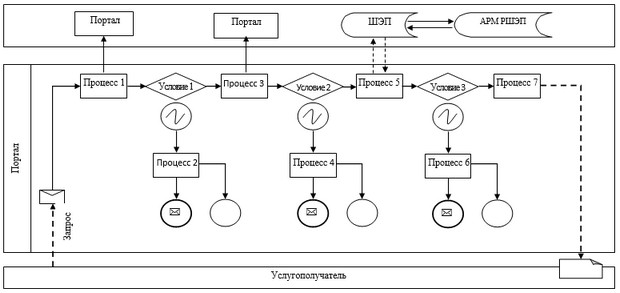 Портал
Портал
ШЭП
АРМ РШЭП
Портал
Процесс 1
Условие 1
Процесс 3
Условие 2
Процесс 5
Условие 3
Процесс 7
Процесс 2
Процесс 4
Процесс 6
Запрос
Услугополучатель